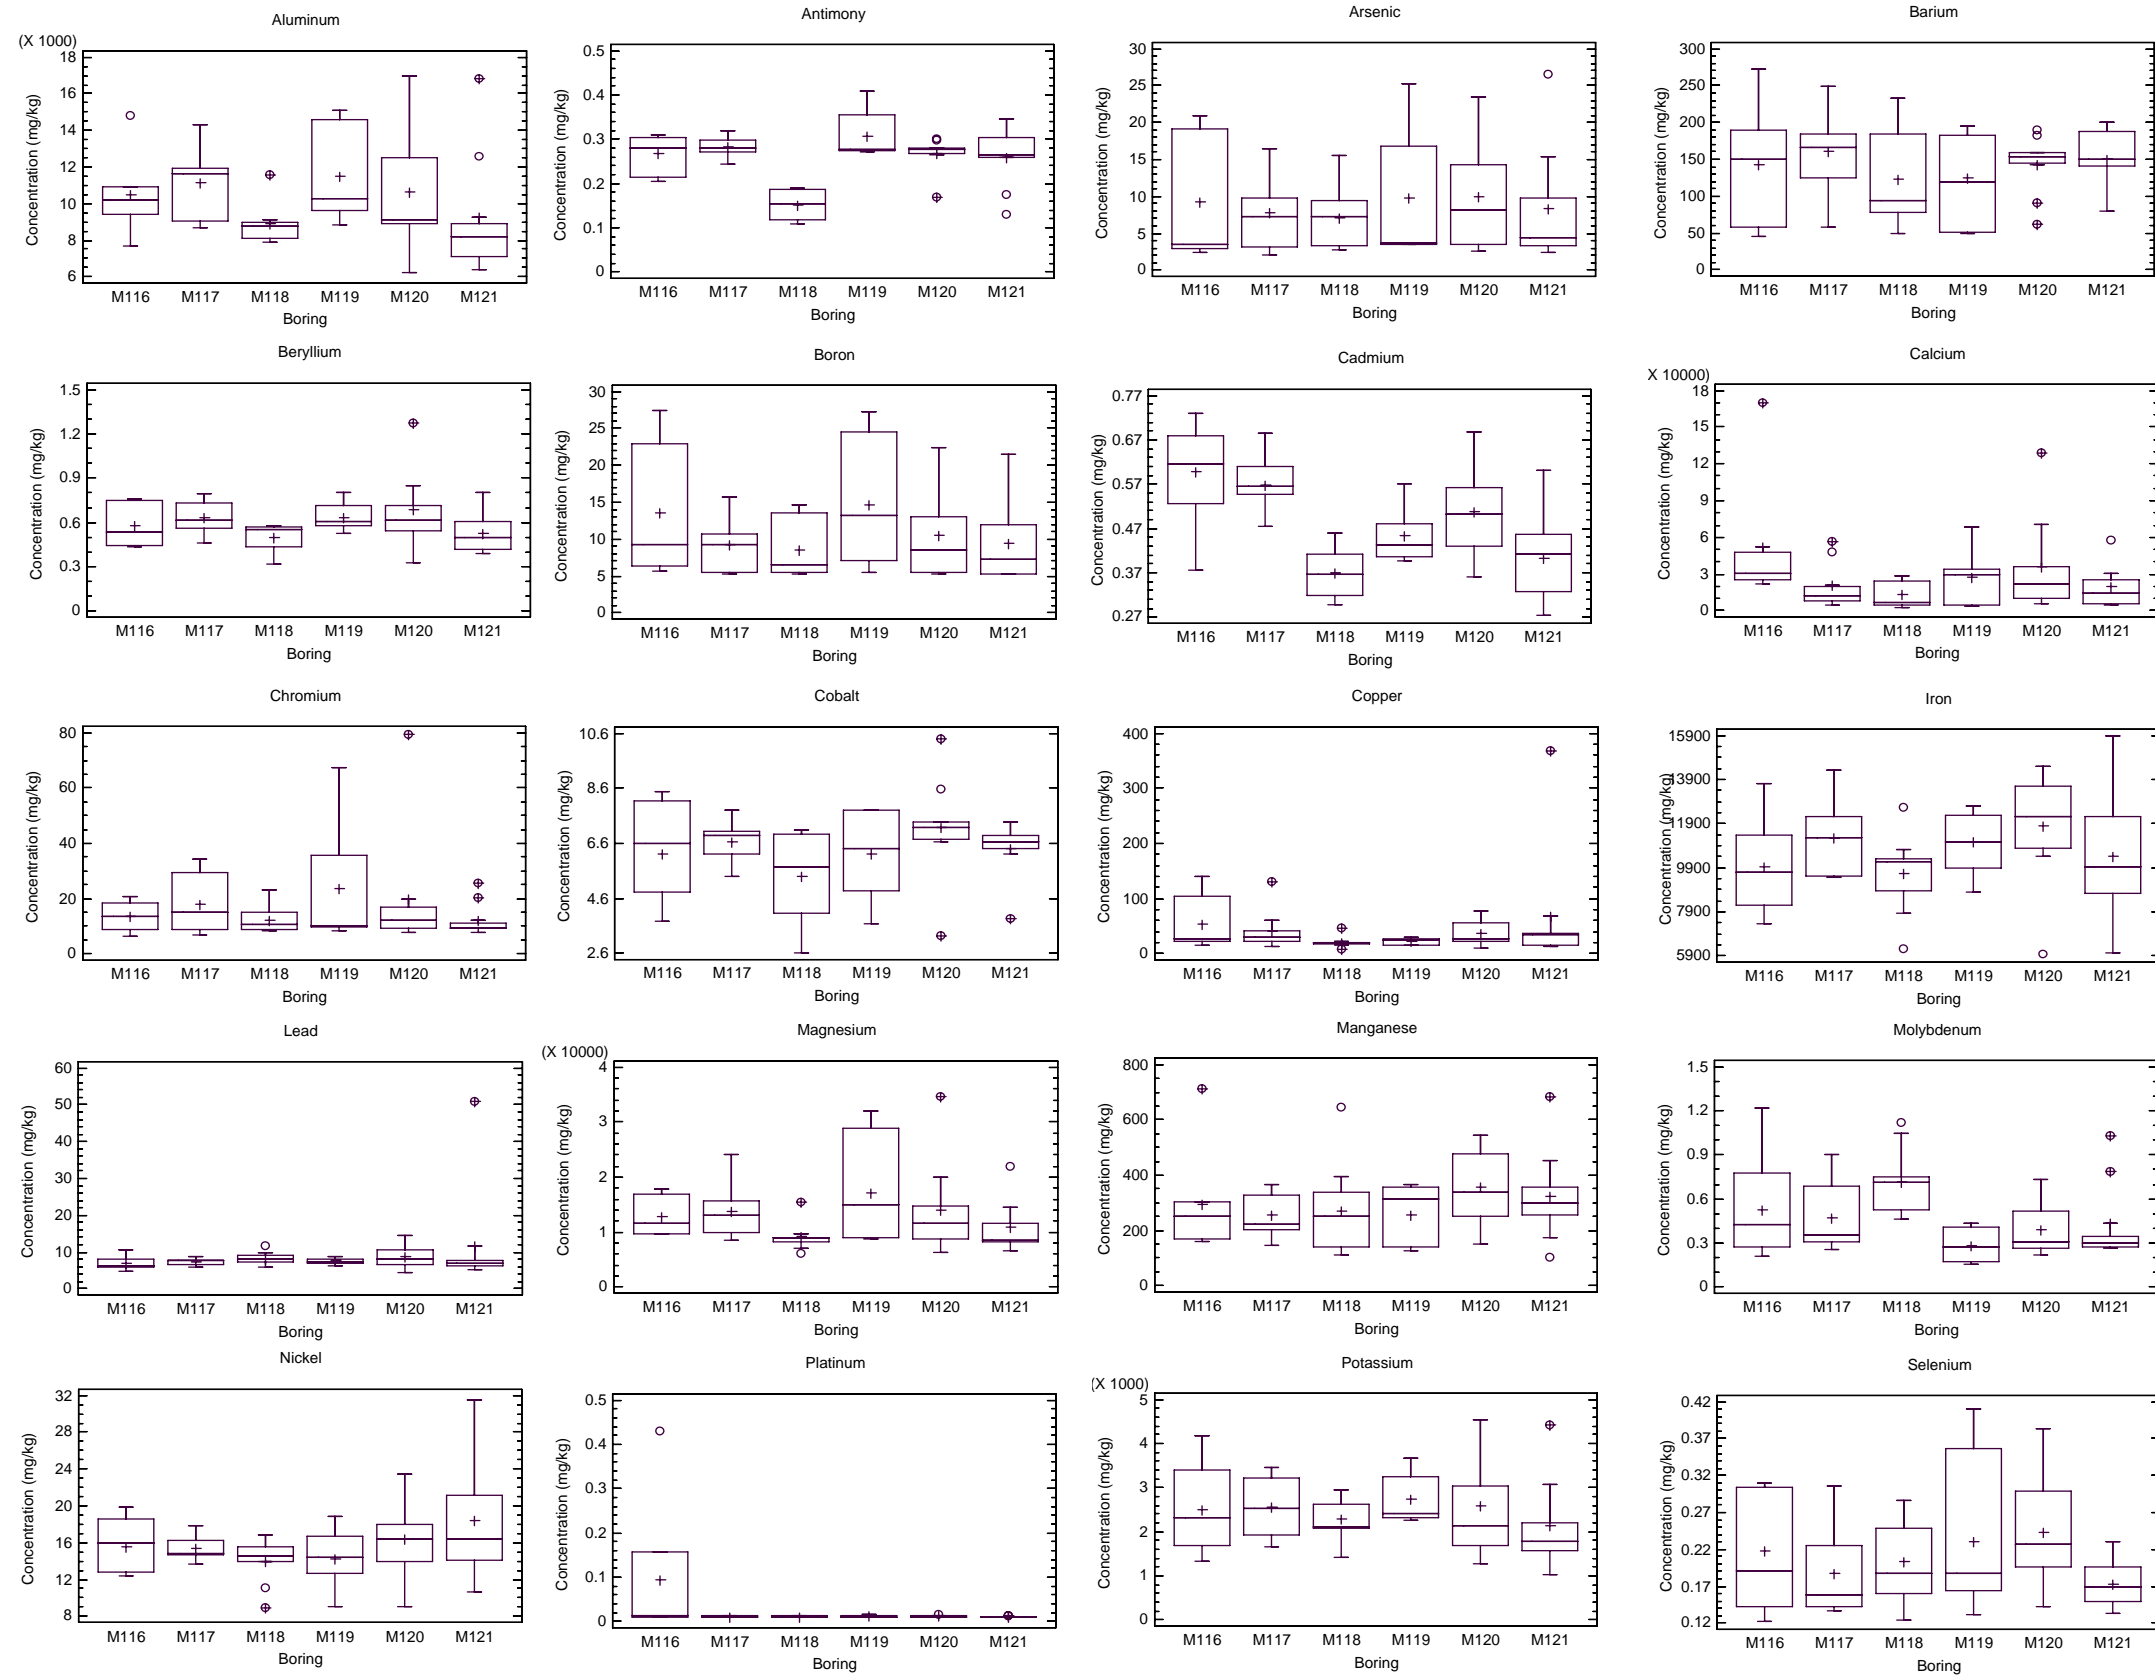 Aluminum
(X 1000)
Concentration (mg/kg)
18
16
14
12
10
8
6
M116 M117 M118 M119 M120 M121
Boring
Antimony
Concentration (mg/kg)
0.5
0.4
0.3
0.2
0.1
0
M116 M117 M118 M119 M120 M121
Boring
Arsenic
Concentration (mg/kg)
30
25
20
15
10
5
0
M116 M117 M118 M119 M120 M121
Boring
Barium
Concentration (mg/kg)
300
250
200
150
100
50
0
M116 M117 M118 M119 M120 M121
Boring
Beryllium
Concentration (mg/kg)
1.5
1.2
0.9
0.6
0.3
0
M115 M117 M118 M119 M120 M121
Boring
Boron
Concentration (mg/kg)
30
25
20
15
10
5
0
M116 M117 M118 M119 M120 M121
Boring
Cadmium
Concentration (mg/kg)
0.77
0.67
0.57
0.47
0.37
0.27
M116 M117 M118 M119 M120 M121
Boring
Calcium
X 10000)
Concentration (mg/kg)
18
15
12
9
6
3
0
M116 M117 M118 M119 M120 M121
Boring
Chromium
Concentration (mg/kg)
80
60
40
20
0
M116 M117 M118 M119 M120 M121
Boring
Cobalt
Concentration (mg/kg)
10.6
8.6
6.6
4.6
2.6
M116 M117 M118 M119 M120 M121
Boring
Copper
Concentration (mg/kg)
400
300
200
100
0
M116 M117 M118 M119 M120 M121
Boring
Iron
Concentration (mg/kg)
15900
13900
11900
9900
7900
5900
M116 M117 M118 M119 M120 M121
Boring
Lead
Concentration (mg/kg)
60
50
40
30
20
10
0
M116 M117 M118 M119 M120 M121
Boring
Magnesium
(X 10000)
Concentration (mg/kg)
4
3
2
1
0
M116 M117 M118 M119 M120 M121
Boring
Manganese
Concentration (mg/kg)
800
600
400
200
0
M116 M117 M118 M119 M120 M121
Boring
Molybdenum
Concentration (mg/kg)
1.5
1.2
0.9
0.6
0.3
0
M116 M117 M118 M119 M120 M121
Boring
Nickel
Concentration (mg/kg)
32
28
24
20
16
12
8
M116 M117 M118 M119 M120 M121
Boring
Platinum
Concentration (mg/kg)
0.5
0.4
0.3
0.2
0.1
0
M116 M117 M118 M119 M120 M121
Boring
Potassium
(X 1000)
Concentration (mg/kg)
5
4
3
2
1
0
M116 M117 M118 M119 M120 M121
Boring
Selenium
Concentration (mg/kg)
0.42
0.37
0.32
0.27
0.22
0.17
0.12
M116 M117 M118 M119 M120 M121
Boring